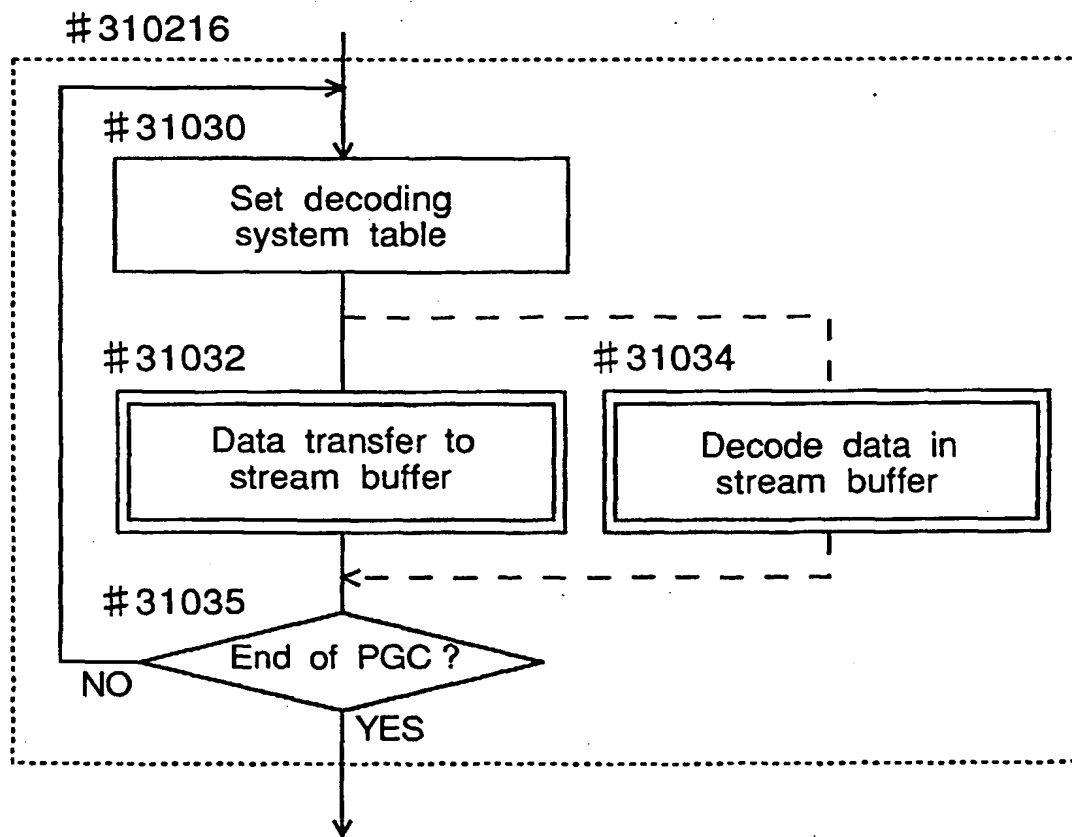 #310216
#31030
Set decoding
system table
#31032
#31034
Data transfer to
stream buffer
Decode data in
stream buffer
#31035
End of PGC ?
NO
YES